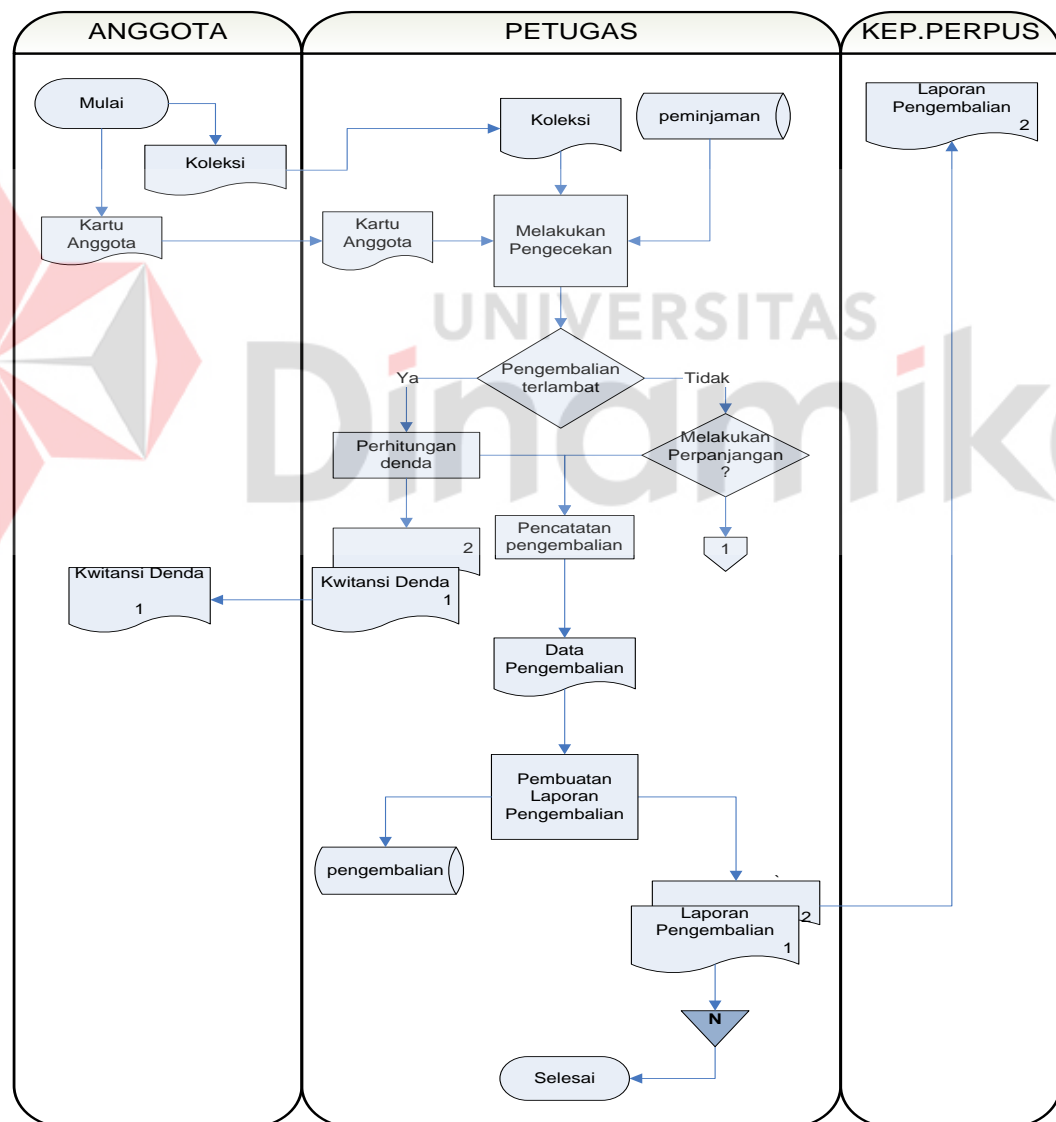 ANGGOTA
PETUGAS
KEP.PERPUS
Mulai
Koleksi
Koleksi
peminjaman
Laporan
Pengembalian
2
Kartu
Anggota
Kartu
Anggota
Melakukan
Pengecekan
UNIVERSITAS
Dinamika
Pengembalian
terlambat
Ya
Tidak
Perhitungan
denda
Melakukan
Perpanjangan
?
Pencatatan
pengembalian
1
2
Kwitansi Denda
1
Kwitansi Denda
1
Data
Pengembalian
Pembuatan
Laporan
Pengembalian
pengembalian
`
2
Laporan
Pengembalian
1
N
Selesai